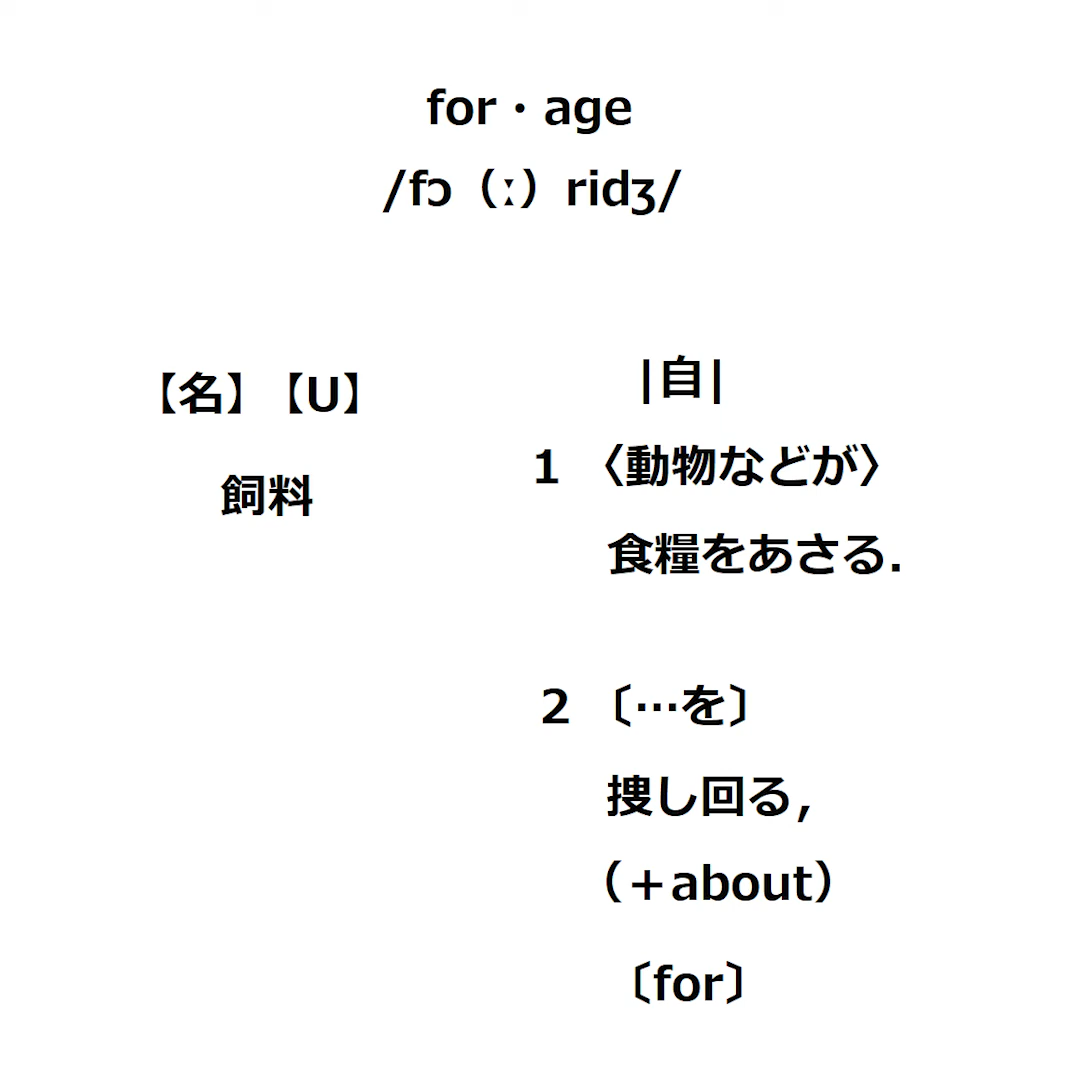 for・age
/fɔ（ː）ridʒ/
【名】【U】
飼料
|自|
1 〈動物などが〉
食糧をあさる.
2 〔…を〕
捜し回る,
（＋about）
〔for〕